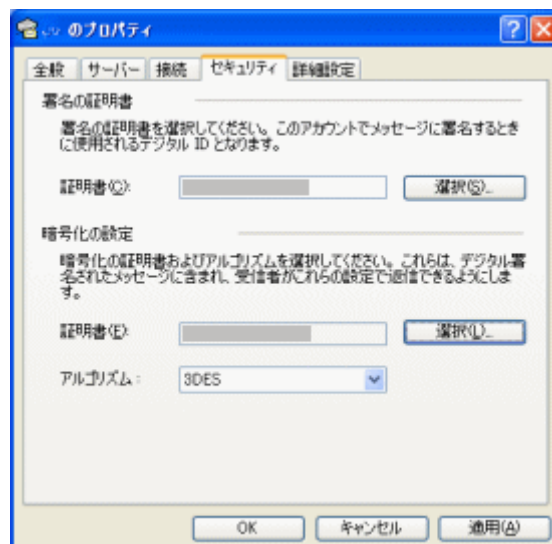 のプロパティ
全般 サーバー 接続 セキュリティ 詳細設定
署名の証明書
署名の証明書を選択してください。このアカウントでメッセージに署名するとき
に使用されるデジタル ID となります。
証明書(C): 選択(S)...
暗号化の設定
暗号化の証明書およびアルゴリズムを選択してください。これらは、デジタル署
名されたメッセージに含まれ、受信者がこれらの設定で返信できるようにしま
す。
証明書(E): 選択(L)...
アルゴリズム: 3DES
OK キャンセル 適用(A)